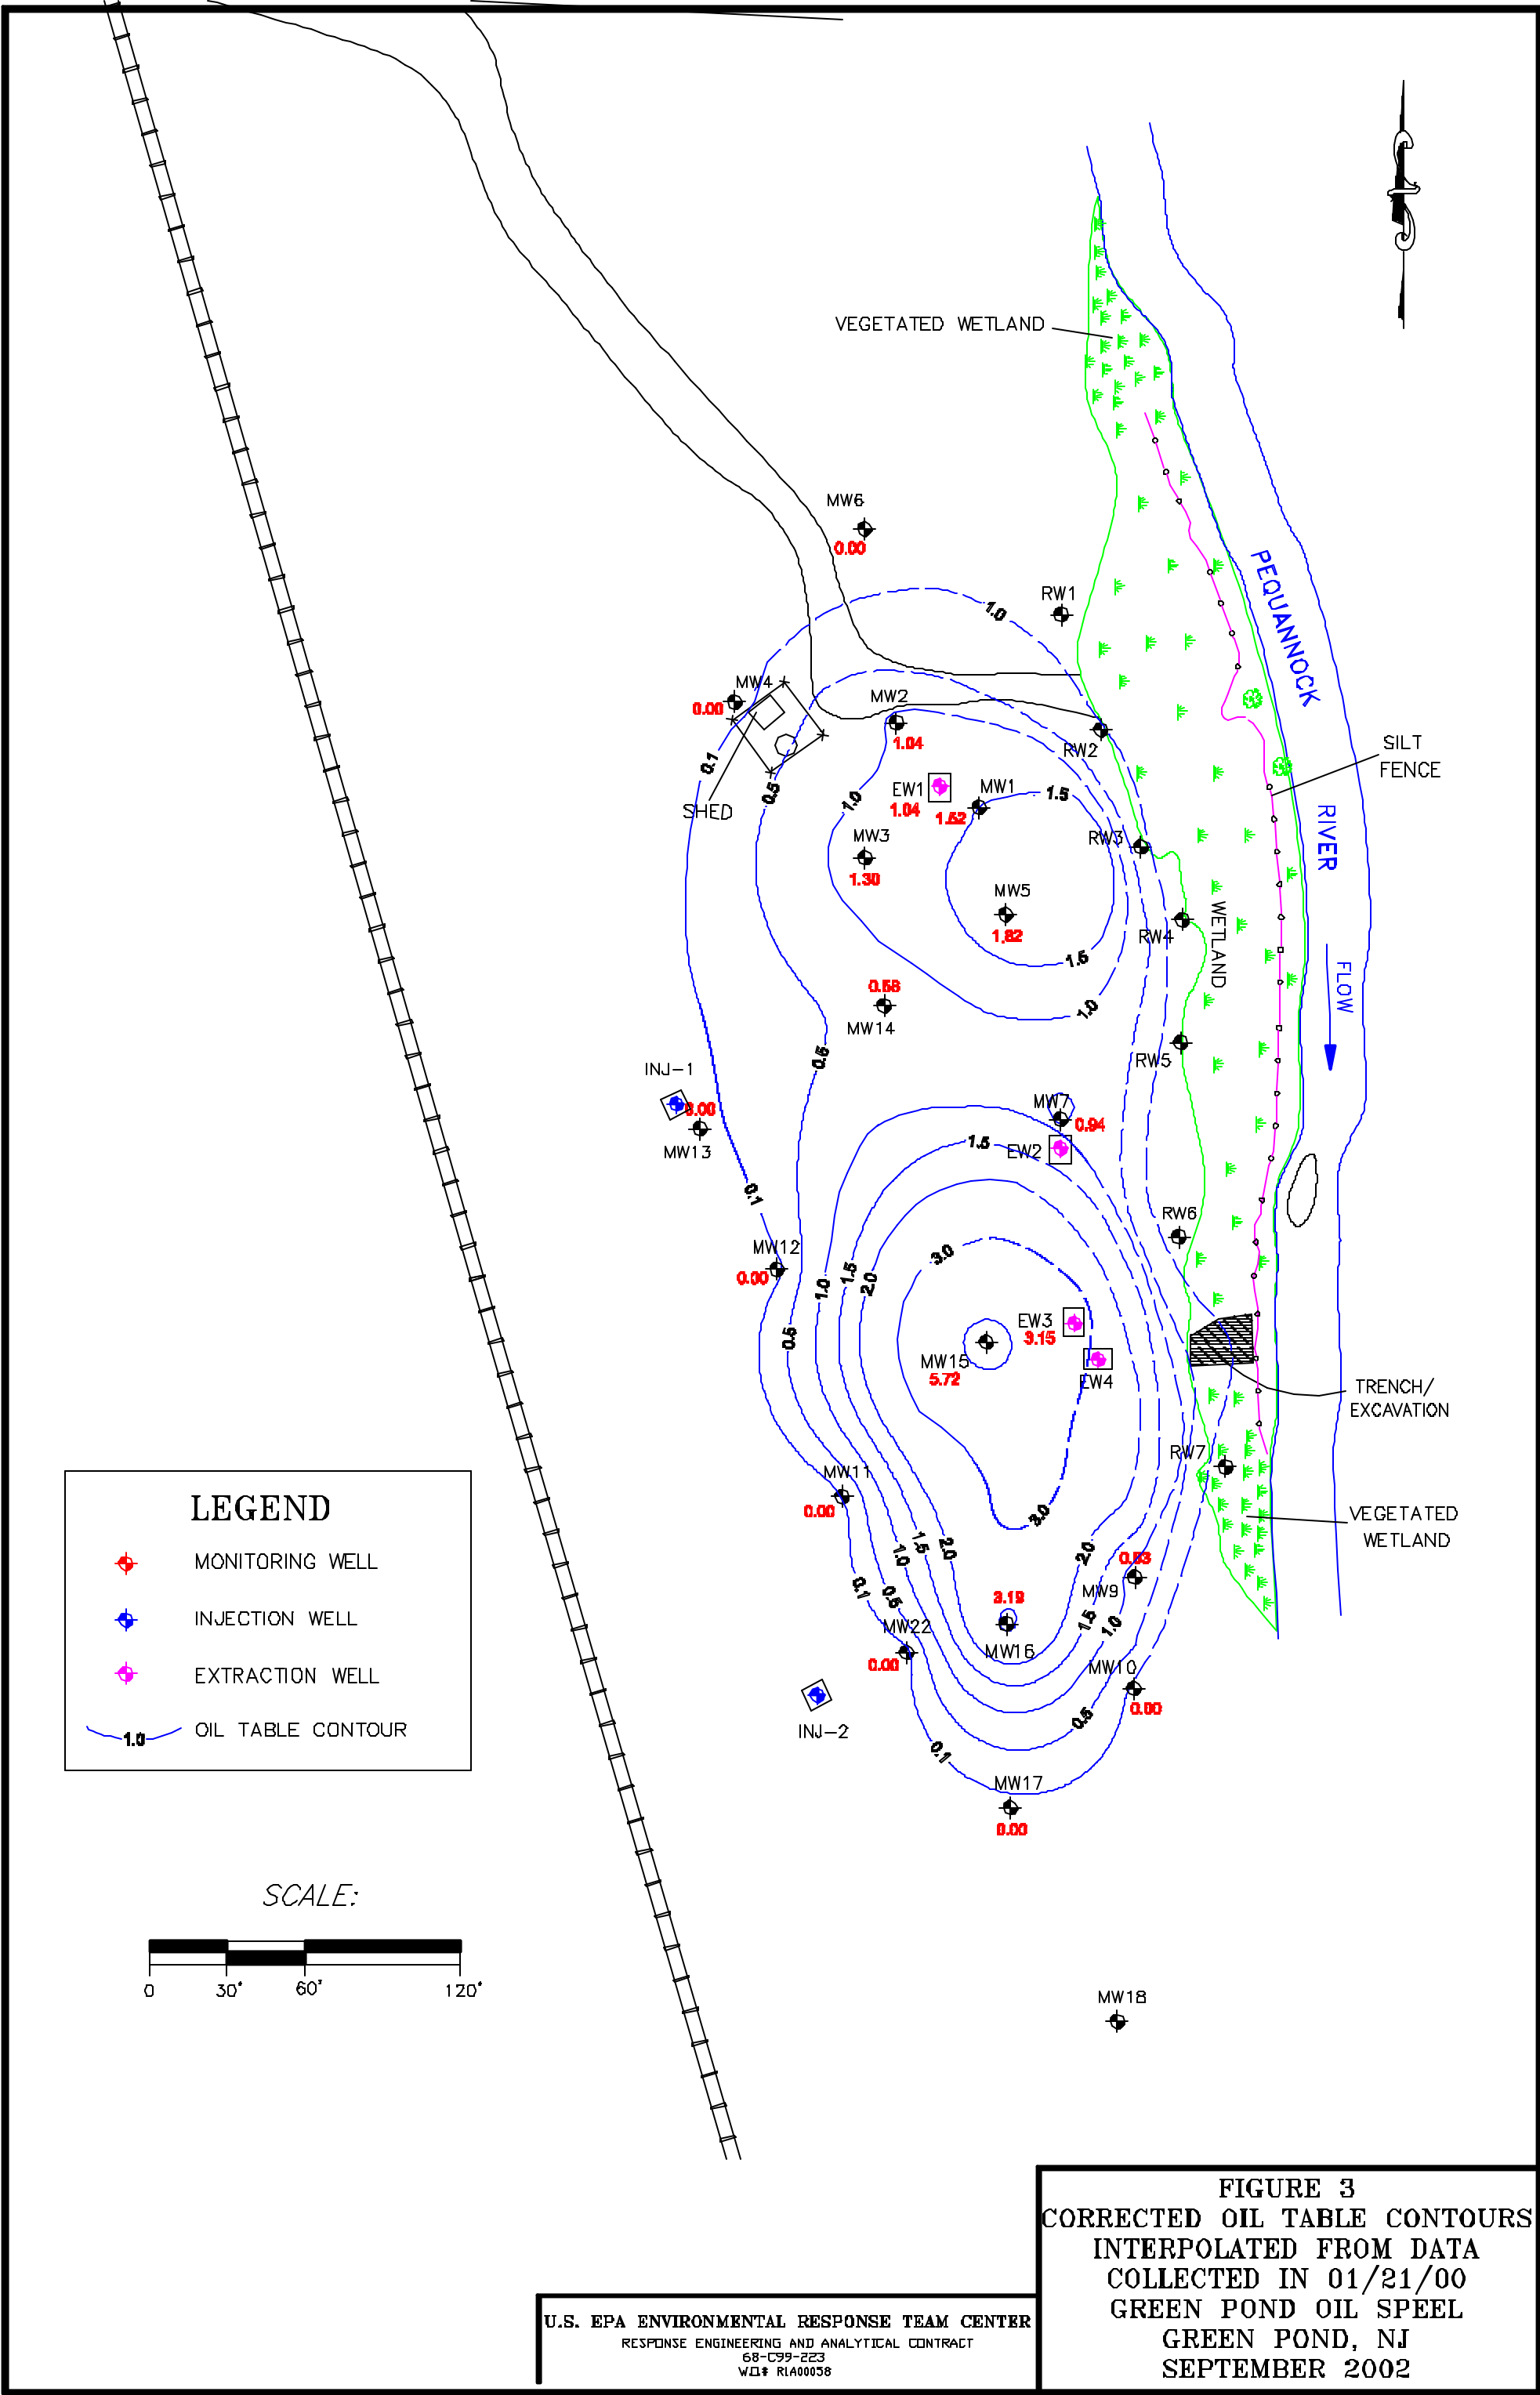 VEGETATED WETLAND
MW6
0.00
RW1
1.0
PEQUANNOCK
RIVER
FLOW
MW4
0.00
MW2
1.04
RW2
SILT
FENCE
0.1
0.5
SHED
1.0
EW1
1.04
MW1
1.52
1.5
MW3
1.30
RW3
MW5
1.82
RW4
WETLAND
1.5
0.58
MW14
1.0
0.5
RW5
INJ-1
0.00
MW13
MW7
0.94
1.5
EW2
0.1
RW6
MW12
0.00
3.0
1.0
1.5
2.0
0.5
EW3
3.15
MW15
5.72
EW4
TRENCH/
EXCAVATION
RW7
MW11
0.00
3.0
VEGETATED
WETLAND
1.0
1.5
2.0
2.0
0.1
0.5
MW9
3.19
MW16
1.5
1.0
MW22
0.00
MW10
0.00
INJ-2
0.5
0.1
MW17
0.00
MW18
LEGEND
MONITORING WELL
INJECTION WELL
EXTRACTION WELL
1.0
OIL TABLE CONTOUR
SCALE:
0 30' 60' 120'
U.S. EPA ENVIRONMENTAL RESPONSE TEAM CENTER
RESPONSE ENGINEERING AND ANALYTICAL CONTRACT
68-C99-223
W.O.# R1A00058
FIGURE 3
CORRECTED OIL TABLE CONTOURS
INTERPOLATED FROM DATA
COLLECTED IN 01/21/00
GREEN POND OIL SPEEL
GREEN POND, NJ
SEPTEMBER 2002